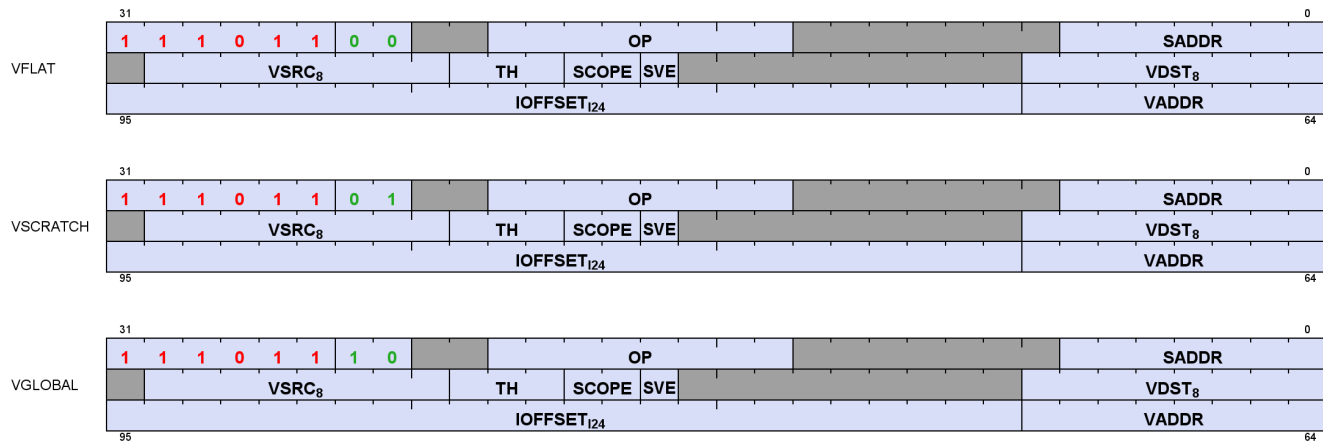 31 0
1 1 1 0 1 1 0 0 OP SADDR
VFLAT VSRC8 TH SCOPE SVE VDST8
IOFFSETI24 VADDR
95 64
31 0
1 1 1 0 1 1 0 1 OP SADDR
VSCRATCH VSRC8 TH SCOPE SVE VDST8
IOFFSETI24 VADDR
95 64
31 0
1 1 1 0 1 1 1 0 OP SADDR
VGLOBAL VSRC8 TH SCOPE SVE VDST8
IOFFSETI24 VADDR
95 64